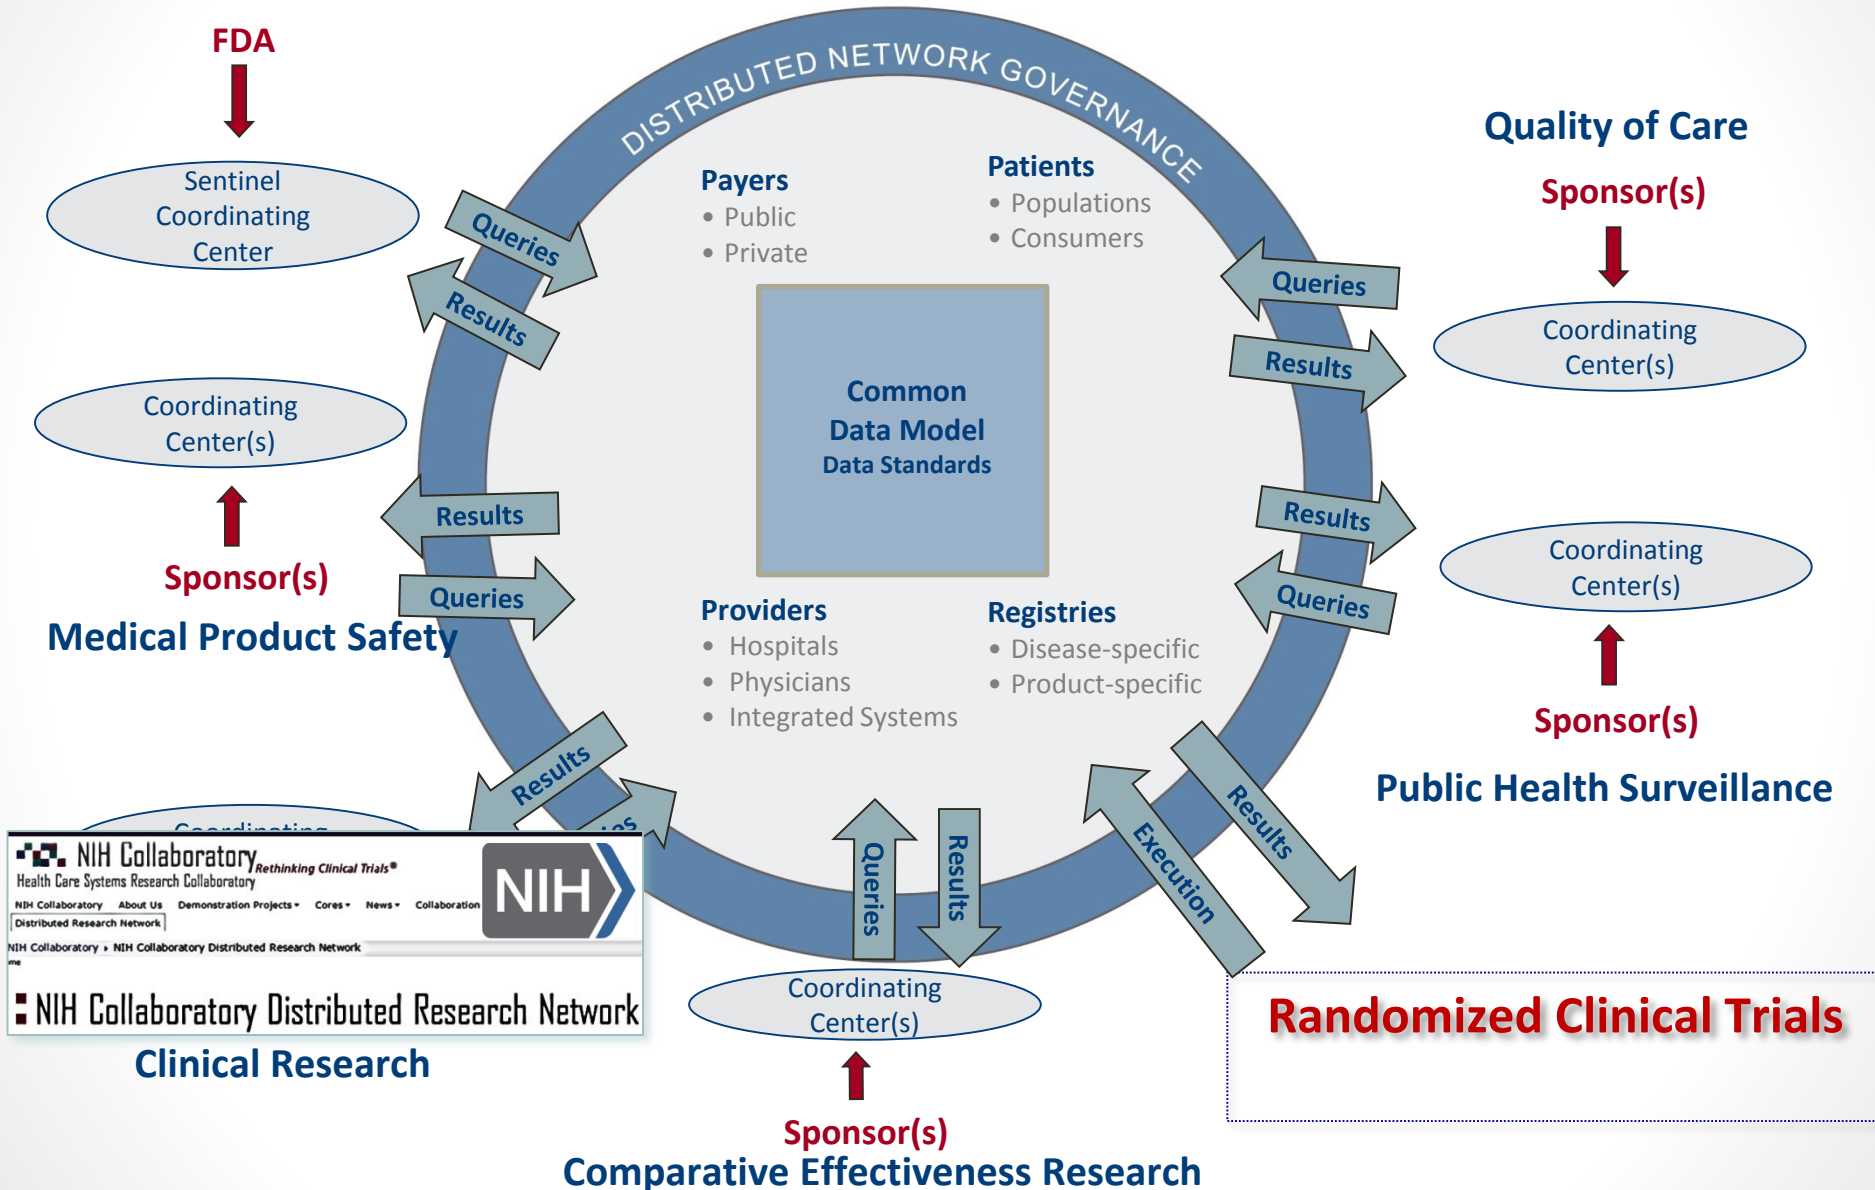 FDA
Sentinel
Coordinating
Center
Queries
Results
Coordinating
Center(s)
Results
Sponsor(s)
Queries
Medical Product Safety
DISTRIBUTED NETWORK GOVERNANCE
Payers
• Public
• Private
Patients
• Populations
• Consumers
Common
Data Model
Data Standards
Providers
• Hospitals
• Physicians
• Integrated Systems
Registries
• Disease-specific
• Product-specific
Quality of Care
Sponsor(s)
Queries
Coordinating
Center(s)
Results
Results
Coordinating
Center(s)
Queries
Sponsor(s)
Public Health Surveillance
Results
Coordinating
NIH Collaboratory Rethinking Clinical Trials®
Health Care Systems Research Collaboratory
NIH
NIH Collaboratory About Us Demonstration Projects Cores News Collaboration
Distributed Research Network
NIH Collaboratory NIH Collaboratory Distributed Research Network
me
NIH Collaboratory Distributed Research Network
Clinical Research
Queries
Results
Coordinating
Center(s)
Sponsor(s)
Comparative Effectiveness Research
Execution
Results
Randomized Clinical Trials